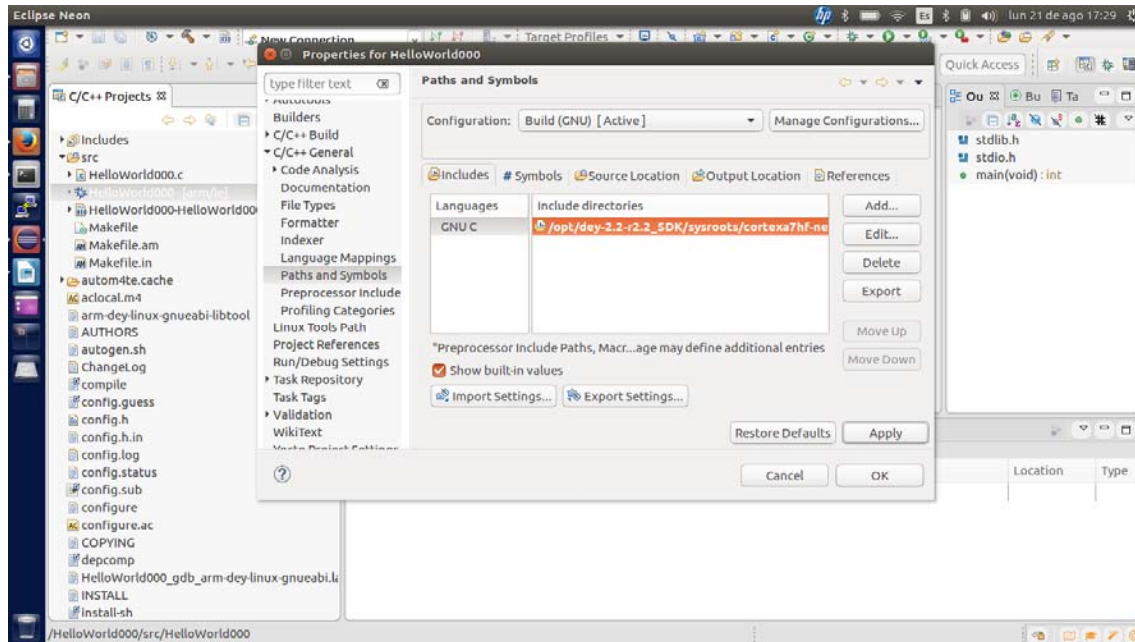 Eclipse Neon
Es
lun 21 de ago 17:29
New Connection
Target Profiles
Quick Access
C/C++ Projects
Includes
src
HelloWorld000.c
HelloWorld000 - [arm/le]
HelloWorld000-HelloWorld00
Makefile
Makefile.am
Makefile.in
autom4te.cache
aclocal.m4
arm-dey-linux-gnueabi-libtool
AUTHORS
autogen.sh
ChangeLog
compile
config.guess
config.h
config.h.in
config.log
config.status
config.sub
configure
configure.ac
COPYING
depcomp
HelloWorld000_gdb_arm-dey-linux-gnueabi.la
INSTALL
install-sh
/HelloWorld000/src/HelloWorld000
Properties for HelloWorld000
type filter text
Autotools
Builders
C/C++ Build
C/C++ General
Code Analysis
Documentation
File Types
Formatter
Indexer
Language Mappings
Paths and Symbols
Preprocessor Include
Profiling Categories
Linux Tools Path
Project References
Run/Debug Settings
Task Repository
Task Tags
Validation
WikiText
Yocto Project Settings
Paths and Symbols
Configuration: Build (GNU) [Active] Manage Configurations...
Includes # Symbols Source Location Output Location References
Languages Include directories
GNU C /opt/dey-2.2-r2.2_SDK/sysroots/cortexa7hf-ne
Add...
Edit...
Delete
Export
Move Up
Move Down
"Preprocessor Include Paths, Macr...age may define additional entries
Show built-in values
Import Settings... Export Settings...
Restore Defaults Apply
Cancel OK
Ou Bu Ta
stdlib.h
stdio.h
main(void) : int
Location Type